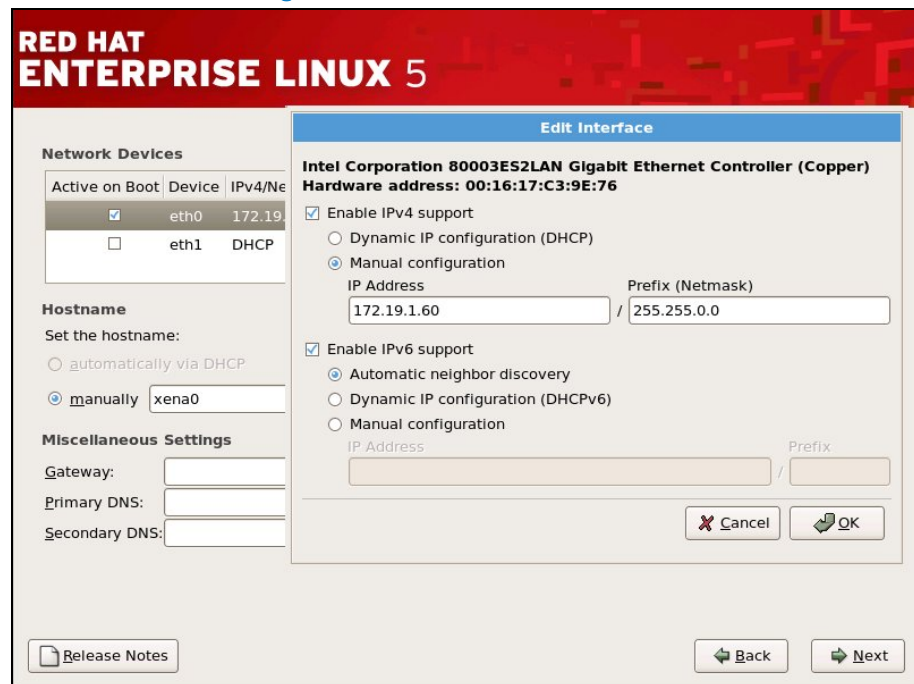 RED HAT
ENTERPRISE LINUX 5
Network Devices
Active on Boot Device IPv4/Ne
eth0 172.19.
eth1 DHCP
Hostname
Set the hostname:
automatically via DHCP
manually xena0
Miscellaneous Settings
Gateway:
Primary DNS:
Secondary DNS:
Edit Interface
Intel Corporation 80003ES2LAN Gigabit Ethernet Controller (Copper)
Hardware address: 00:16:17:C3:9E:76
Enable IPv4 support
Dynamic IP configuration (DHCP)
Manual configuration
IP Address Prefix (Netmask)
172.19.1.60 / 255.255.0.0
Enable IPv6 support
Automatic neighbor discovery
Dynamic IP configuration (DHCPv6)
Manual configuration
IP Address Prefix
/
Cancel OK
Release Notes Back Next